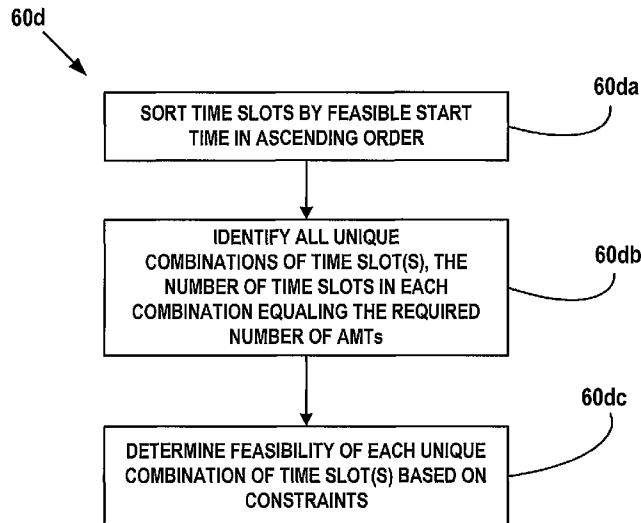 60d
SORT TIME SLOTS BY FEASIBLE START
TIME IN ASCENDING ORDER
60da
IDENTIFY ALL UNIQUE
COMBINATIONS OF TIME SLOT(S), THE
NUMBER OF TIME SLOTS IN EACH
COMBINATION EQUALING THE REQUIRED
NUMBER OF AMTs
60db
DETERMINE FEASIBILITY OF EACH UNIQUE
COMBINATION OF TIME SLOT(S) BASED ON
CONSTRAINTS
60dc